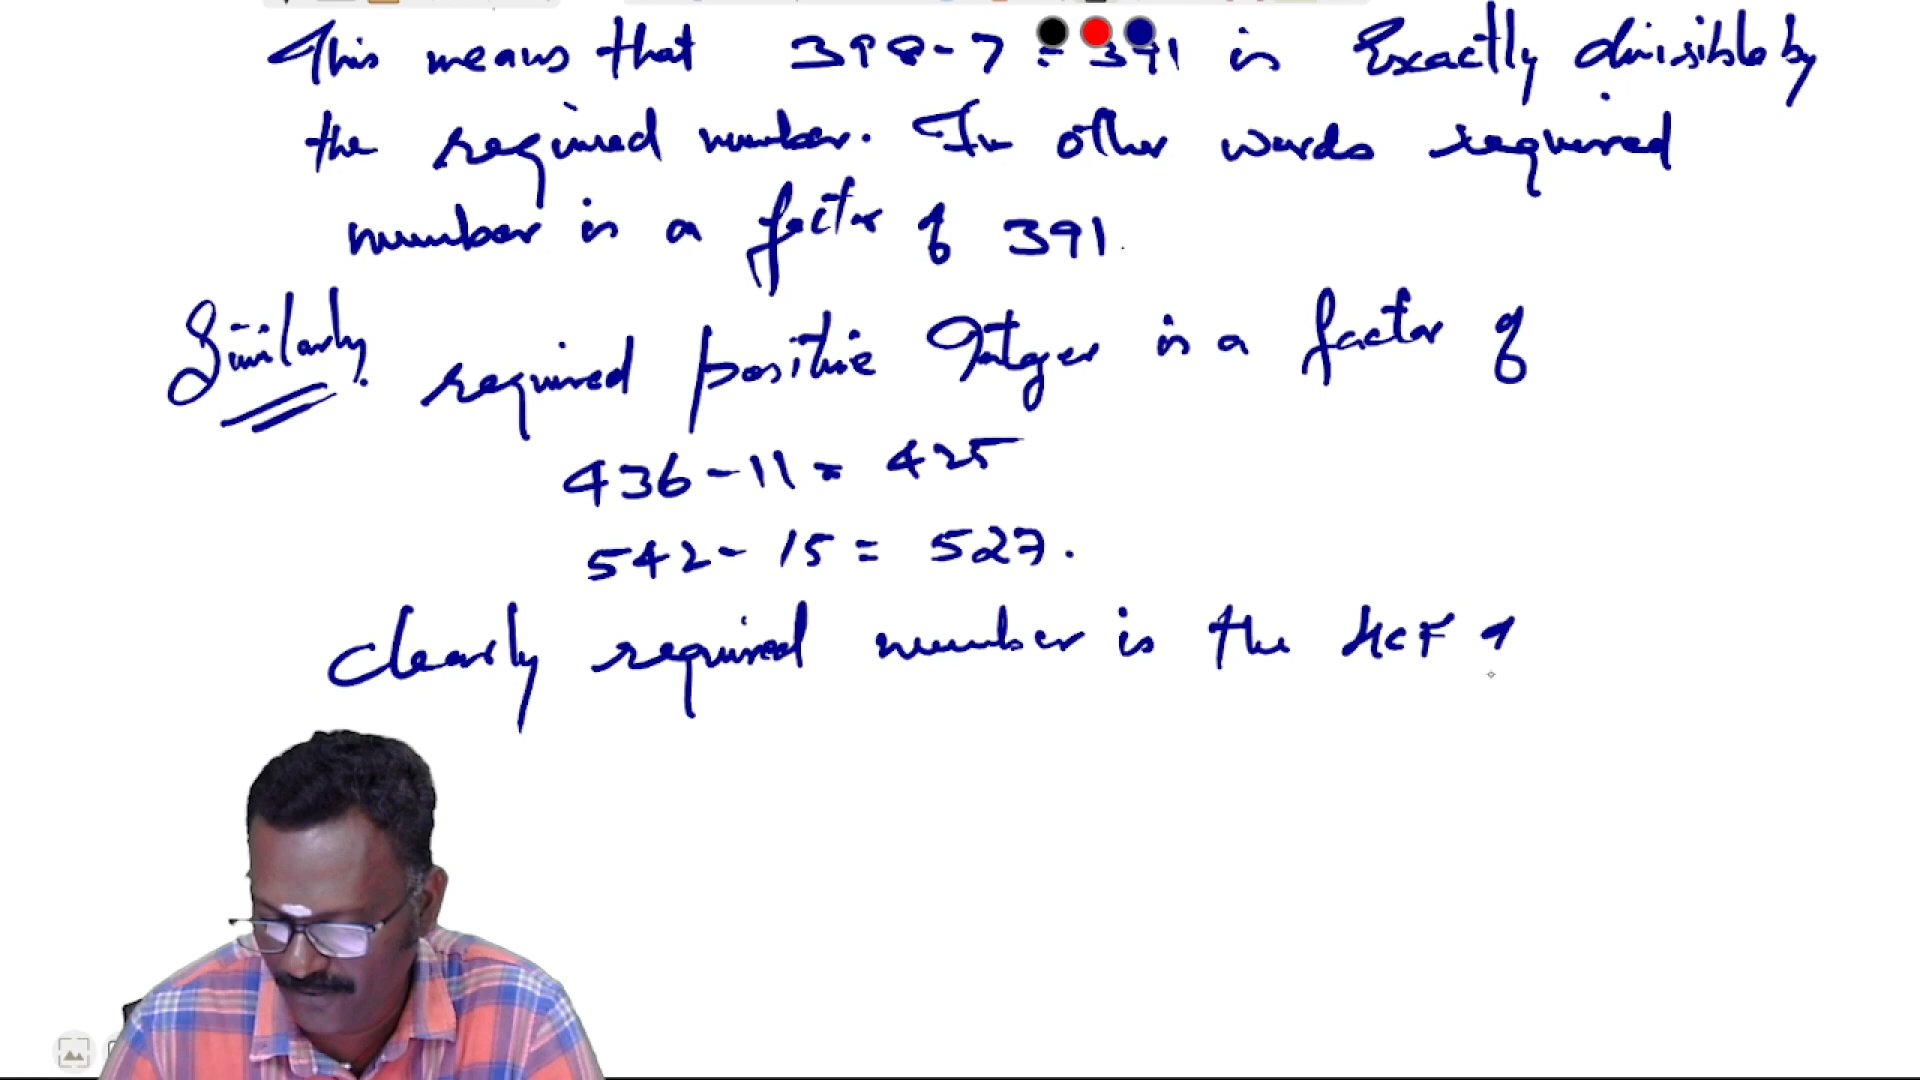 This means that 398-7 = 391 is Exactly divisible by
the required number. In other words required
number is a factor of 391.
Similarly required positive Integer is a factor of
436-11 = 425
542- 15 = 527.
Clearly required number is the HCF